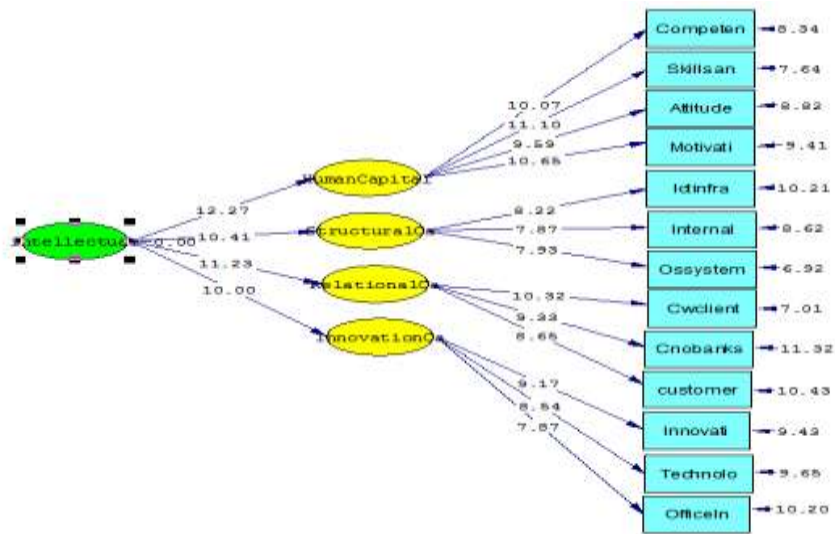 Competen
8.34
Skillsan
7.64
10.07
11.10
Attitude
8.82
9.59
10.65
Motivati
9.41
HumanCapital
Idtinfra
10.21
12.27
8.22
Intellectua
0.00
10.41
StructuralCa
7.87
Internal
8.62
7.93
11.23
Ossystem
6.92
10.00
RelationalCa
10.32
Cwclient
7.01
9.33
8.65
InnovationCa
Cnobanks
11.32
9.17
customer
10.43
8.54
7.87
Innovati
9.43
Technolo
9.65
OfficeIn
10.20